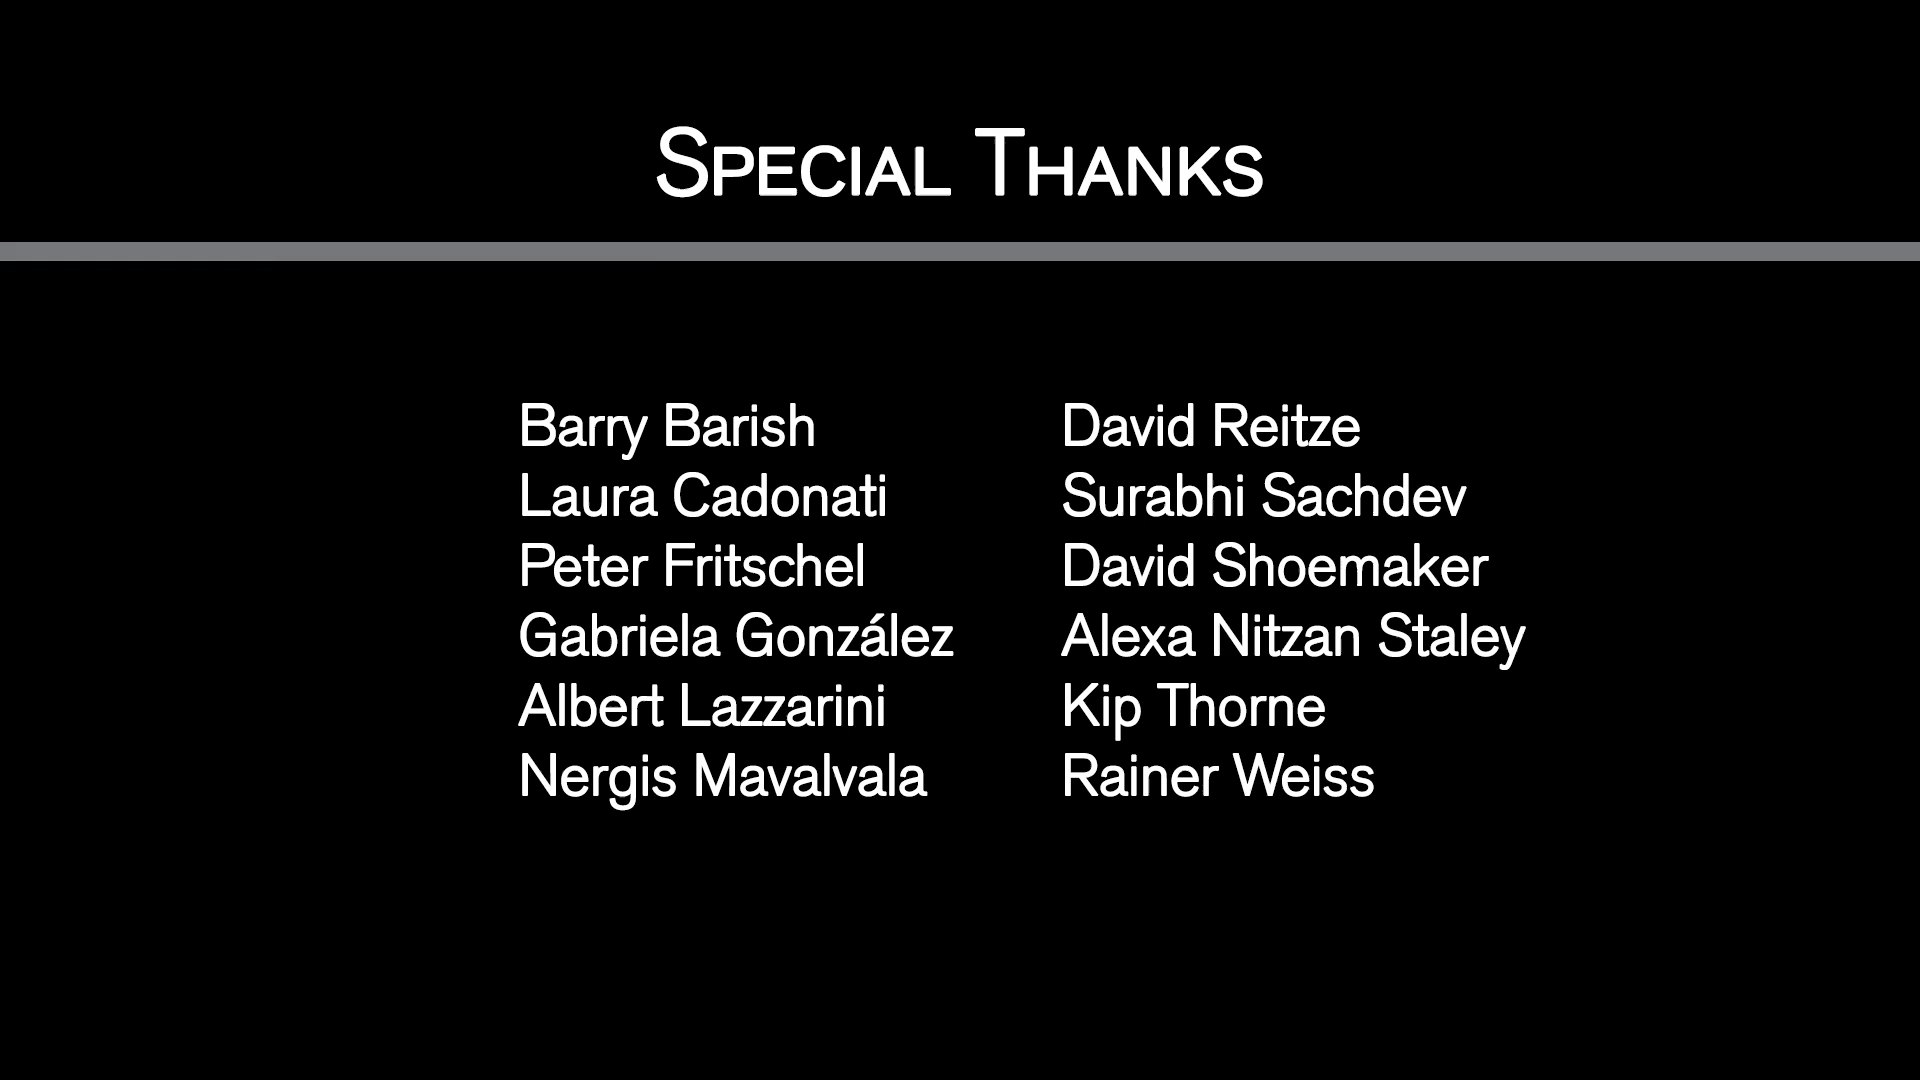 Special Thanks
Barry Barish
Laura Cadonati
Peter Fritschel
Gabriela González
Albert Lazzarini
Nergis Mavalvala
David Reitze
Surabhi Sachdev
David Shoemaker
Alexa Nitzan Staley
Kip Thorne
Rainer Weiss